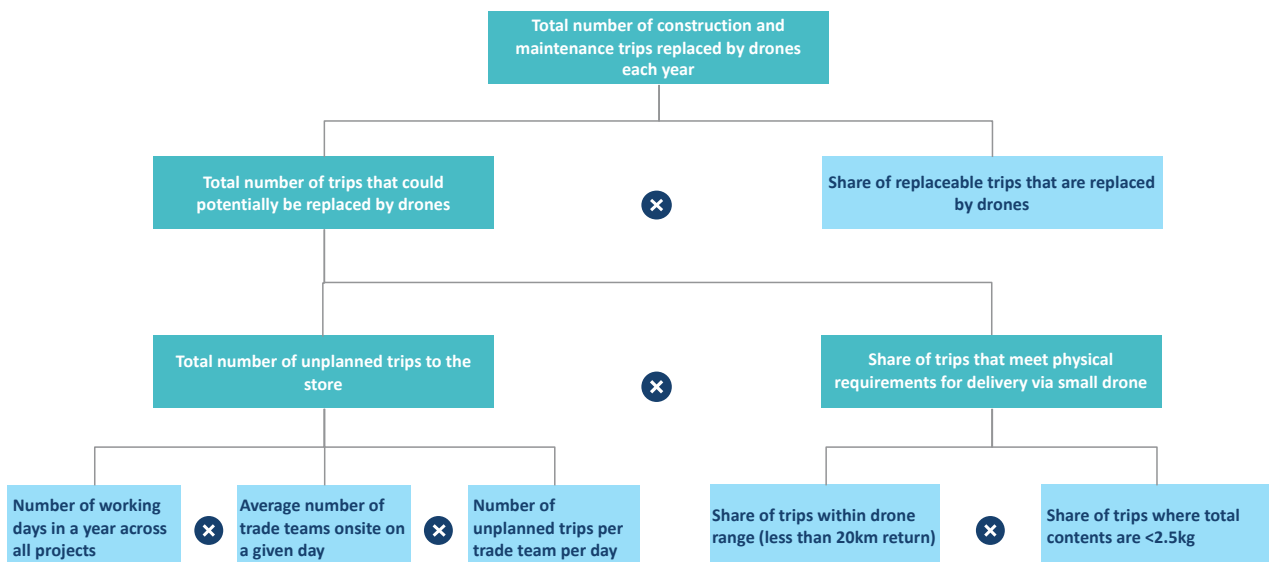 Total number of construction and
maintenance trips replaced by drones
each year
Total number of trips that could
potentially be replaced by drones
Share of replaceable trips that are replaced
by drones
Total number of unplanned trips to the
store
Share of trips that meet physical
requirements for delivery via small drone
Number of working
days in a year across
all projects
Average number of
trade teams onsite on
a given day
Number of
unplanned trips per
trade team per day
Share of trips within drone
range (less than 20km return)
Share of trips where total
contents are <2.5kg